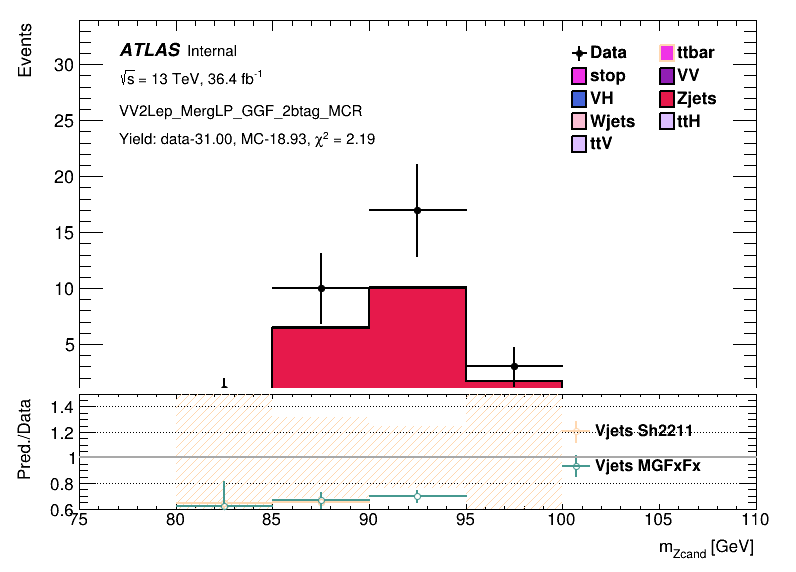 Events
ATLAS Internal
√s = 13 TeV, 36.4 fb⁻¹
VV2Lep_MergLP_GGF_2btag_MCR
Yield: data-31.00, MC-18.93, χ² = 2.19
Data ttbar
stop VV
VH Zjets
Wjets ttH
ttV
30
25
20
15
10
5
Pred./Data
1.4
1.2
1
0.8
0.6
Vjets Sh2211
Vjets MGFxFx
75 80 85 90 95 100 105 110
m_Zcand [GeV]